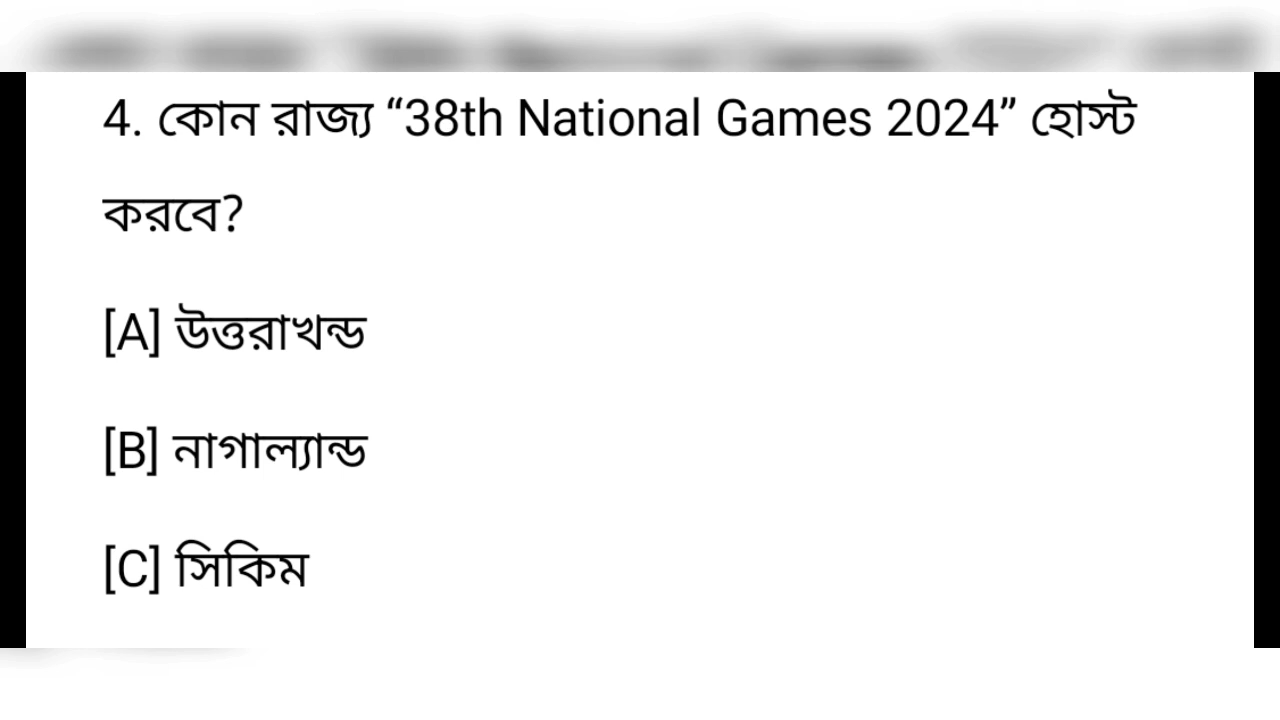 4. কোন রাজ্য “38th National Games 2024” হোস্ট
করবে?
[A] উত্তরাখন্ড
[B] নাগাল্যান্ড
[C] সিকিম